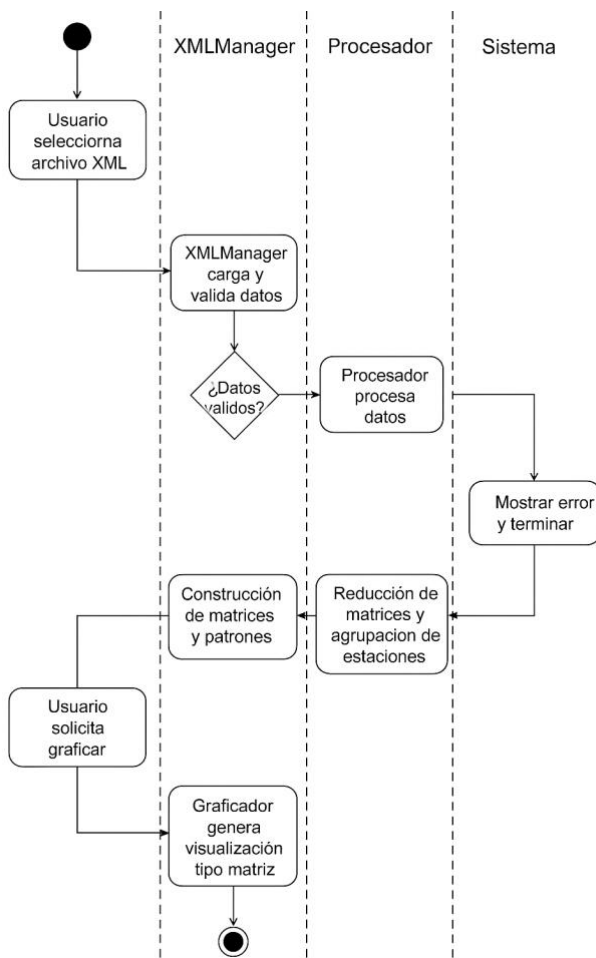 XMLManager
Procesador
Sistema
Usuario
selecciorna
archivo XML
XMLManager
carga y
valida datos
¿Datos
validos?
Procesador
procesa
datos
Mostrar error
y terminar
Construcción
de matrices
y patrones
Reducción de
matrices y
agrupacion de
estaciones
Usuario
solicita
graficar
Graficador
genera
visualización
tipo matriz